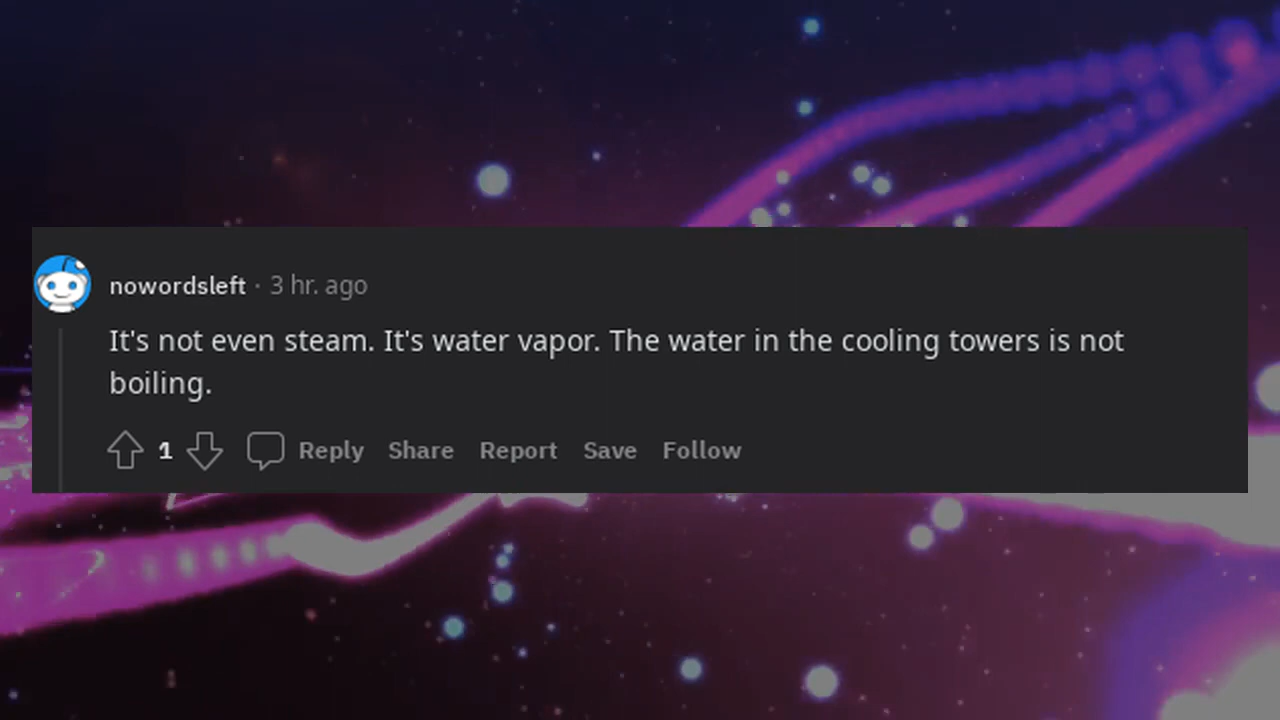 nowordsleft · 3 hr. ago
It's not even steam. It's water vapor. The water in the cooling towers is not
boiling.
1 Reply Share Report Save Follow